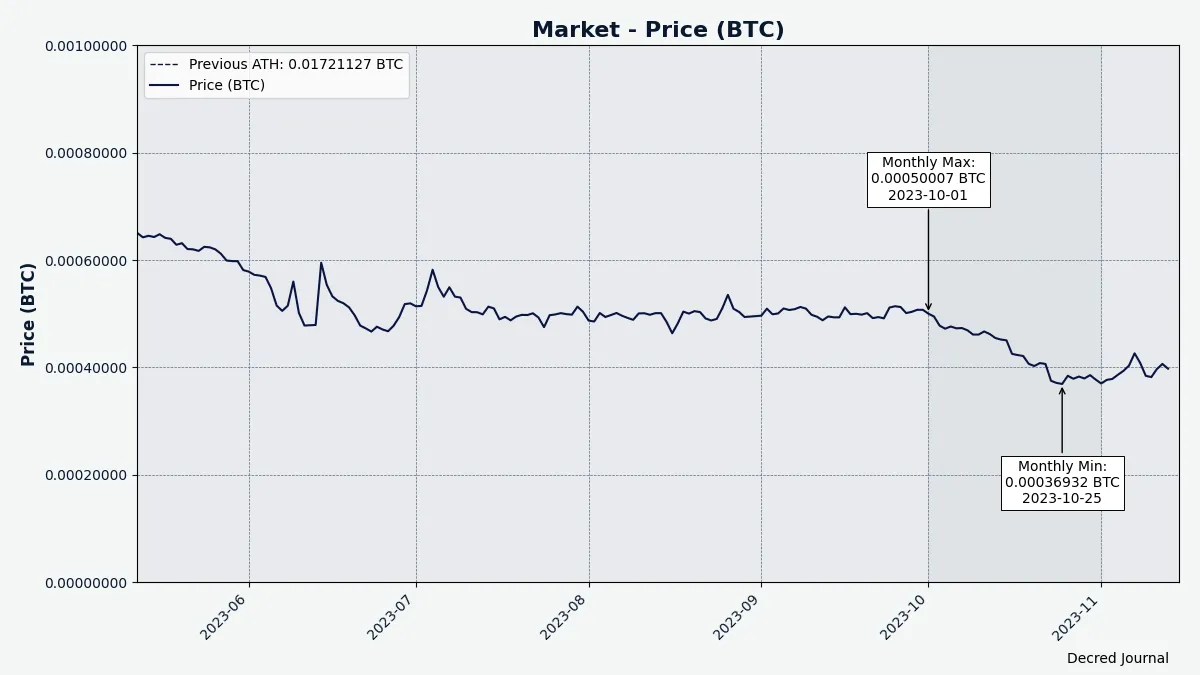 Market - Price (BTC)
Previous ATH: 0.01721127 BTC
Price (BTC)
Price (BTC)
0.00100000
0.00080000
0.00060000
0.00040000
0.00020000
0.00000000
Monthly Max:
0.00050007 BTC
2023-10-01
Monthly Min:
0.00036932 BTC
2023-10-25
2023-06
2023-07
2023-08
2023-09
2023-10
2023-11
Decred Journal